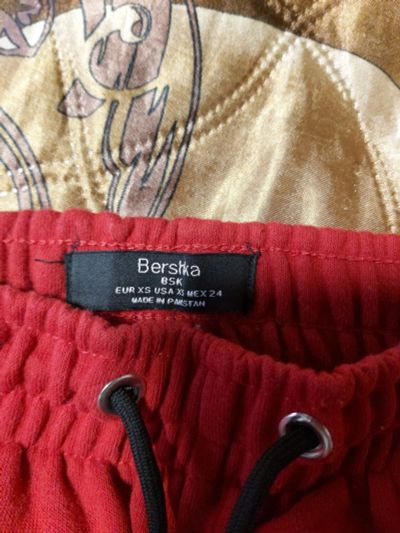 Bershka
BSK
EUR XS USA XS MEX 24
MADE IN PAKISTAN